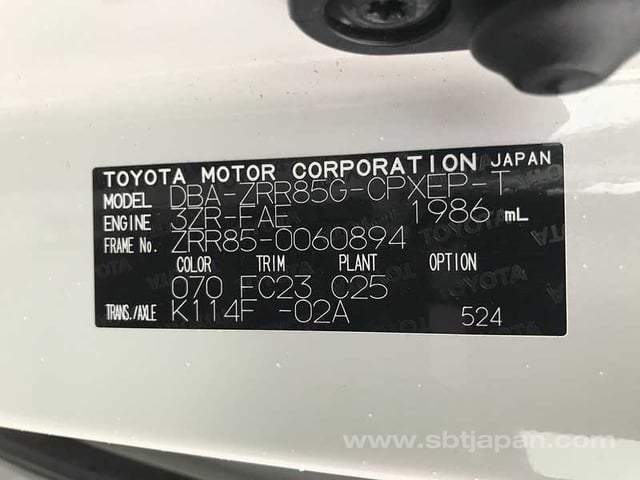 TOYOTA MOTOR CORPORATION JAPAN
MODEL DBA-ZRR85G-CPXEP-T
ENGINE 3ZR-FAE 1986 mL
FRAME No. ZRR85-0060894
COLOR TRIM PLANT OPTION
070 FC23 C25
TRANS./AXLE K114F -02A 524
www.sbtjapan.com